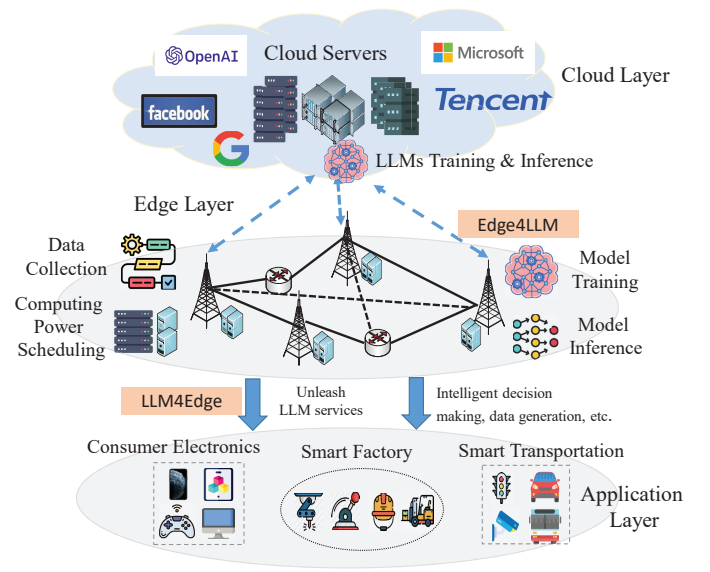 OpenAI
Cloud Servers
Microsoft
Cloud Layer
facebook
Tencent
G
LLMs Training & Inference
Edge Layer
Edge4LLM
Data
Collection
Model
Training
Computing
Power
Scheduling
Model
Inference
LLM4Edge
Unleash
LLM services
Intelligent decision
making, data generation, etc.
Consumer Electronics
Smart Factory
Smart Transportation
Application
Layer